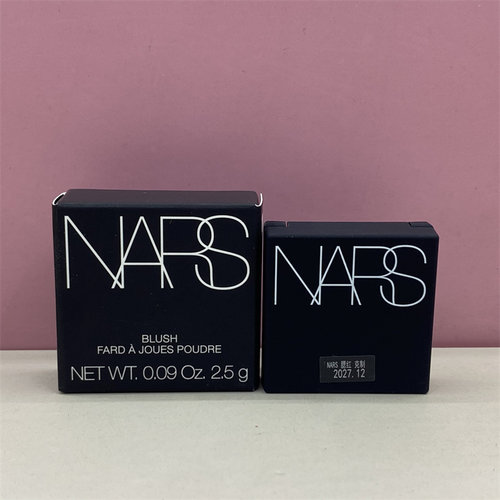 NARS
BLUSH
FARD À JOUES POUDRE
NET WT. 0.09 Oz. 2.5 g
NARS
NARS 腮红 克制
2027.12